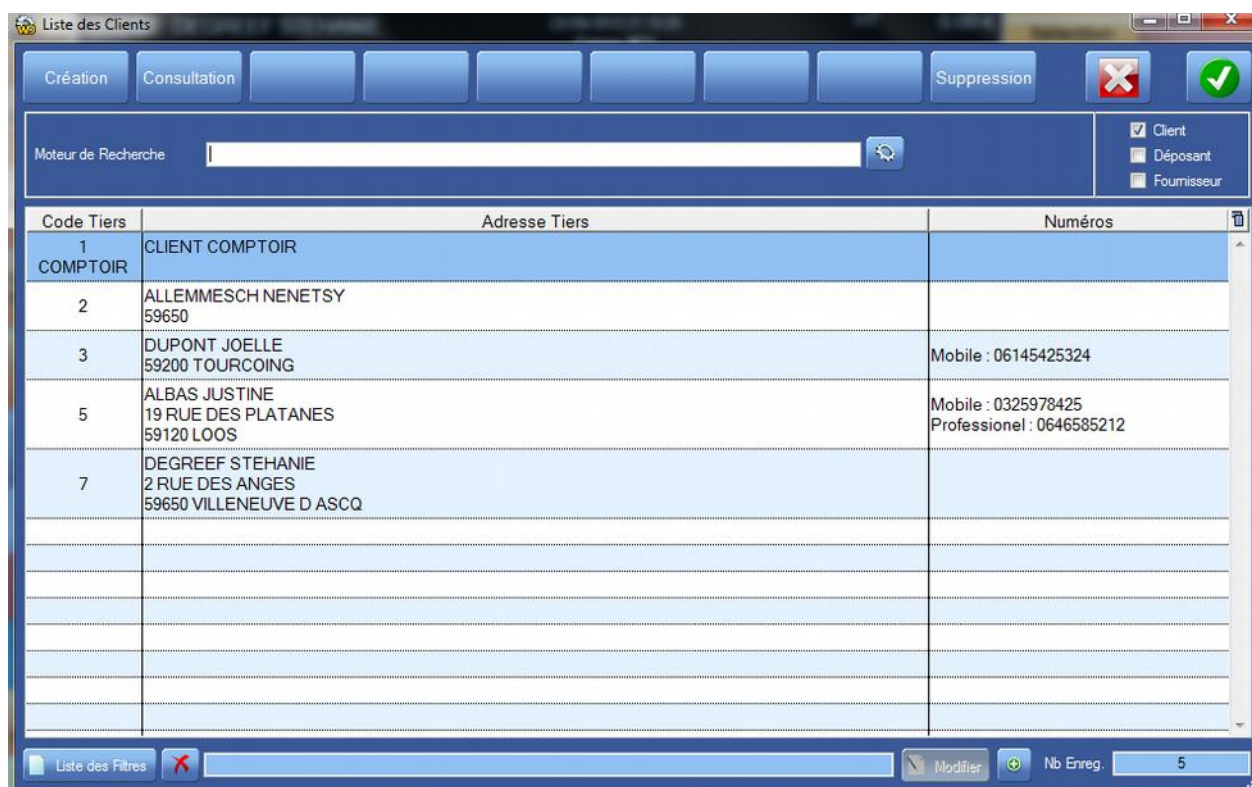 Liste des Clients
Création
Consultation
Suppression
Moteur de Recherche
Client
Déposant
Fournisseur
Code Tiers
Adresse Tiers
Numéros
1
COMPTOIR
CLIENT COMPTOIR
2
ALLEMMESCH NENETSY
59650
3
DUPONT JOELLE
59200 TOURCOING
Mobile : 06145425324
5
ALBAS JUSTINE
19 RUE DES PLATANES
59120 LOOS
Mobile : 0325978425
Professionel : 0646585212
7
DEGREEF STEHANIE
2 RUE DES ANGES
59650 VILLENEUVE D ASCQ
Liste des Filtres
Modifier
Nb Enreg.
5